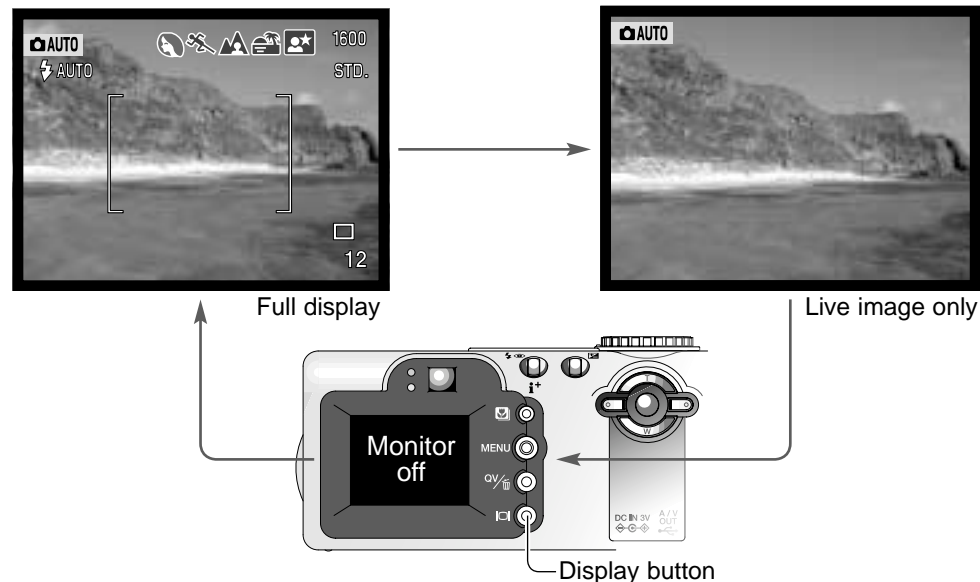 AUTO
1600
AUTO
STD.
12
AUTO
Full display
Live image only
i+
T
W
Monitor
off
MENU
QV/
DC IN 3V
A/V
OUT
Display button